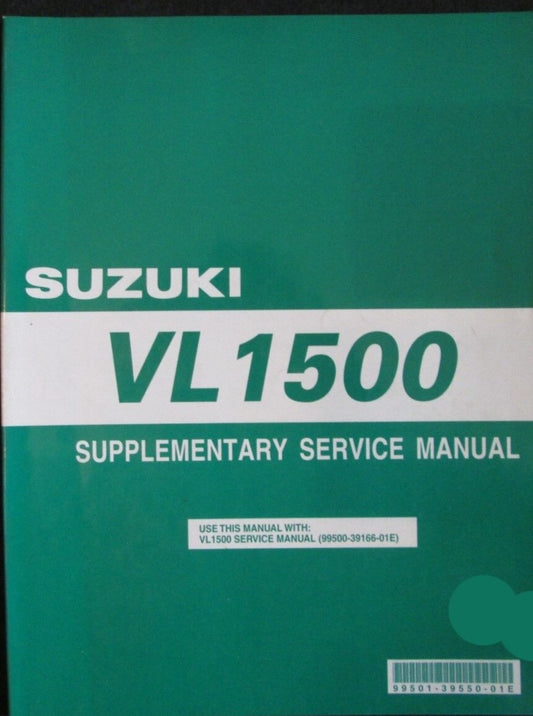 SUZUKI
VL1500
SUPPLEMENTARY SERVICE MANUAL
USE THIS MANUAL WITH:
VL1500 SERVICE MANUAL (99500-39166-01E)
99501-39550-01E